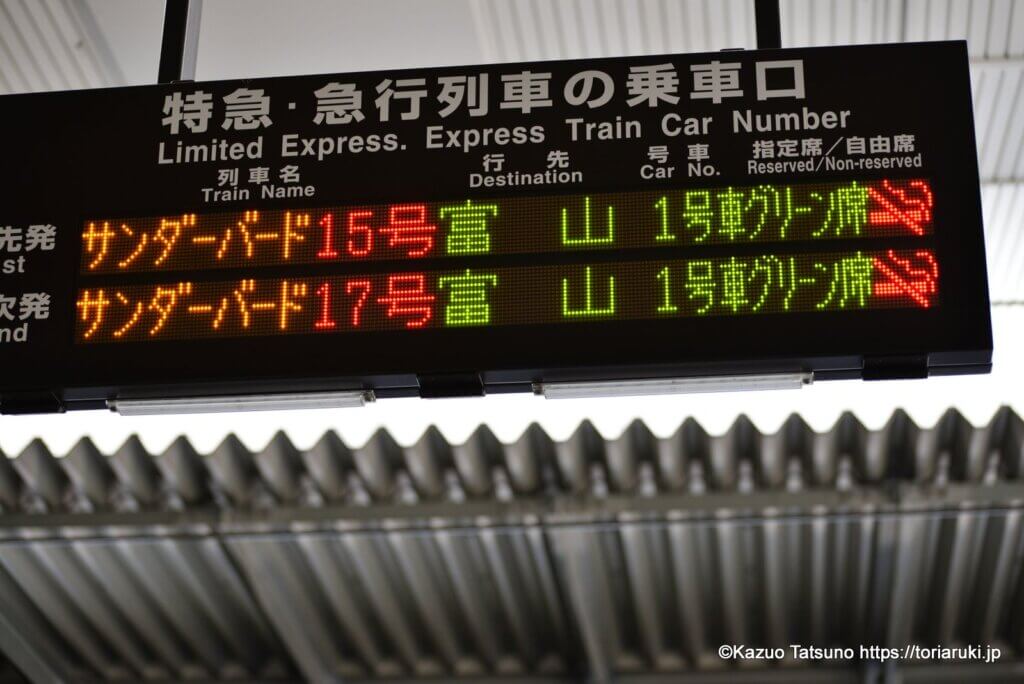 特急・急行列車の乗車口
Limited Express. Express Train Car Number
列車名 行先 号車 指定席／自由席
Train Name Destination Car No. Reserved/Non-reserved
先発 サンダーバード15号 富山 1号車グリーン席
st
次発 サンダーバード17号 富山 1号車グリーン席
nd
©Kazuo Tatsuno https://toriaruki.jp